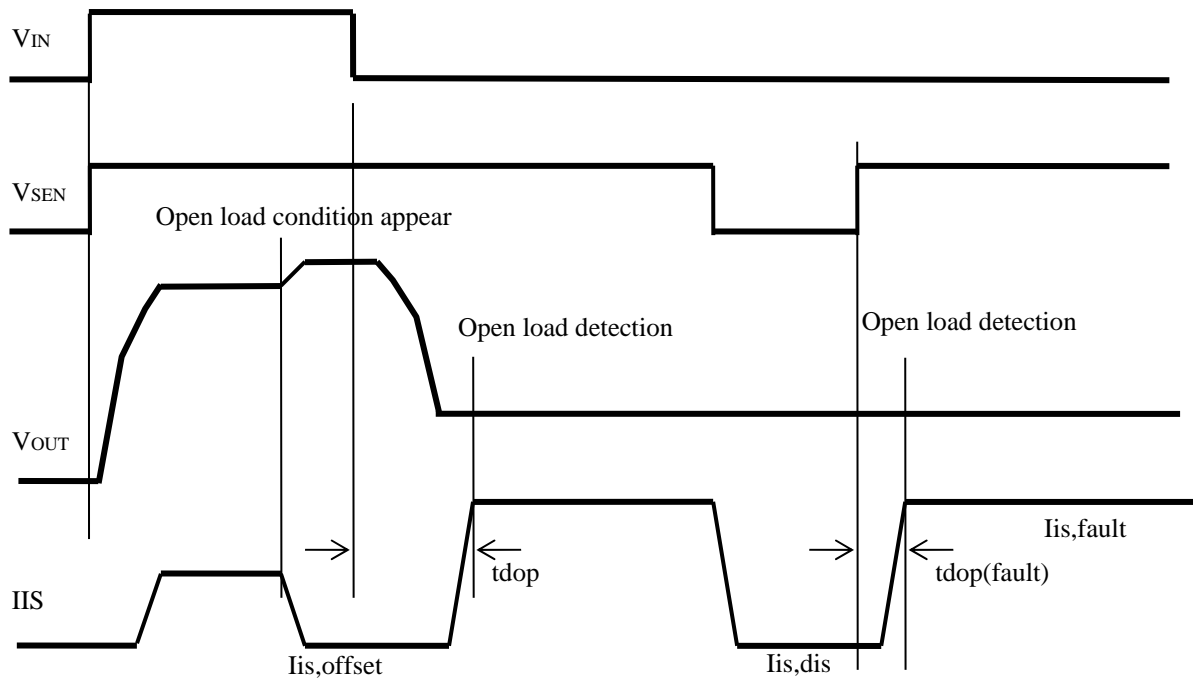 VIN
VSEN
Open load condition appear
Open load detection
Open load detection
VOUT
Iis,fault
tdop
tdop(fault)
IIS
Iis,offset
Iis,dis